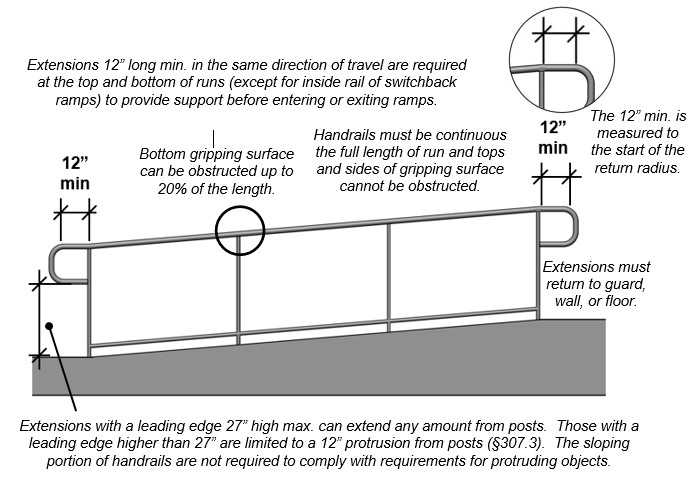 Extensions 12” long min. in the same direction of travel are required
at the top and bottom of runs (except for inside rail of switchback
ramps) to provide support before entering or exiting ramps.
The 12” min. is
measured to
the start of the
return radius.
12”
min
Bottom gripping surface
can be obstructed up to
20% of the length.
Handrails must be continuous
the full length of run and tops
and sides of gripping surface
cannot be obstructed.
12”
min
Extensions must
return to guard,
wall, or floor.
Extensions with a leading edge 27” high max. can extend any amount from posts.  Those with a
leading edge higher than 27” are limited to a 12” protrusion from posts (§307.3).  The sloping
portion of handrails are not required to comply with requirements for protruding objects.